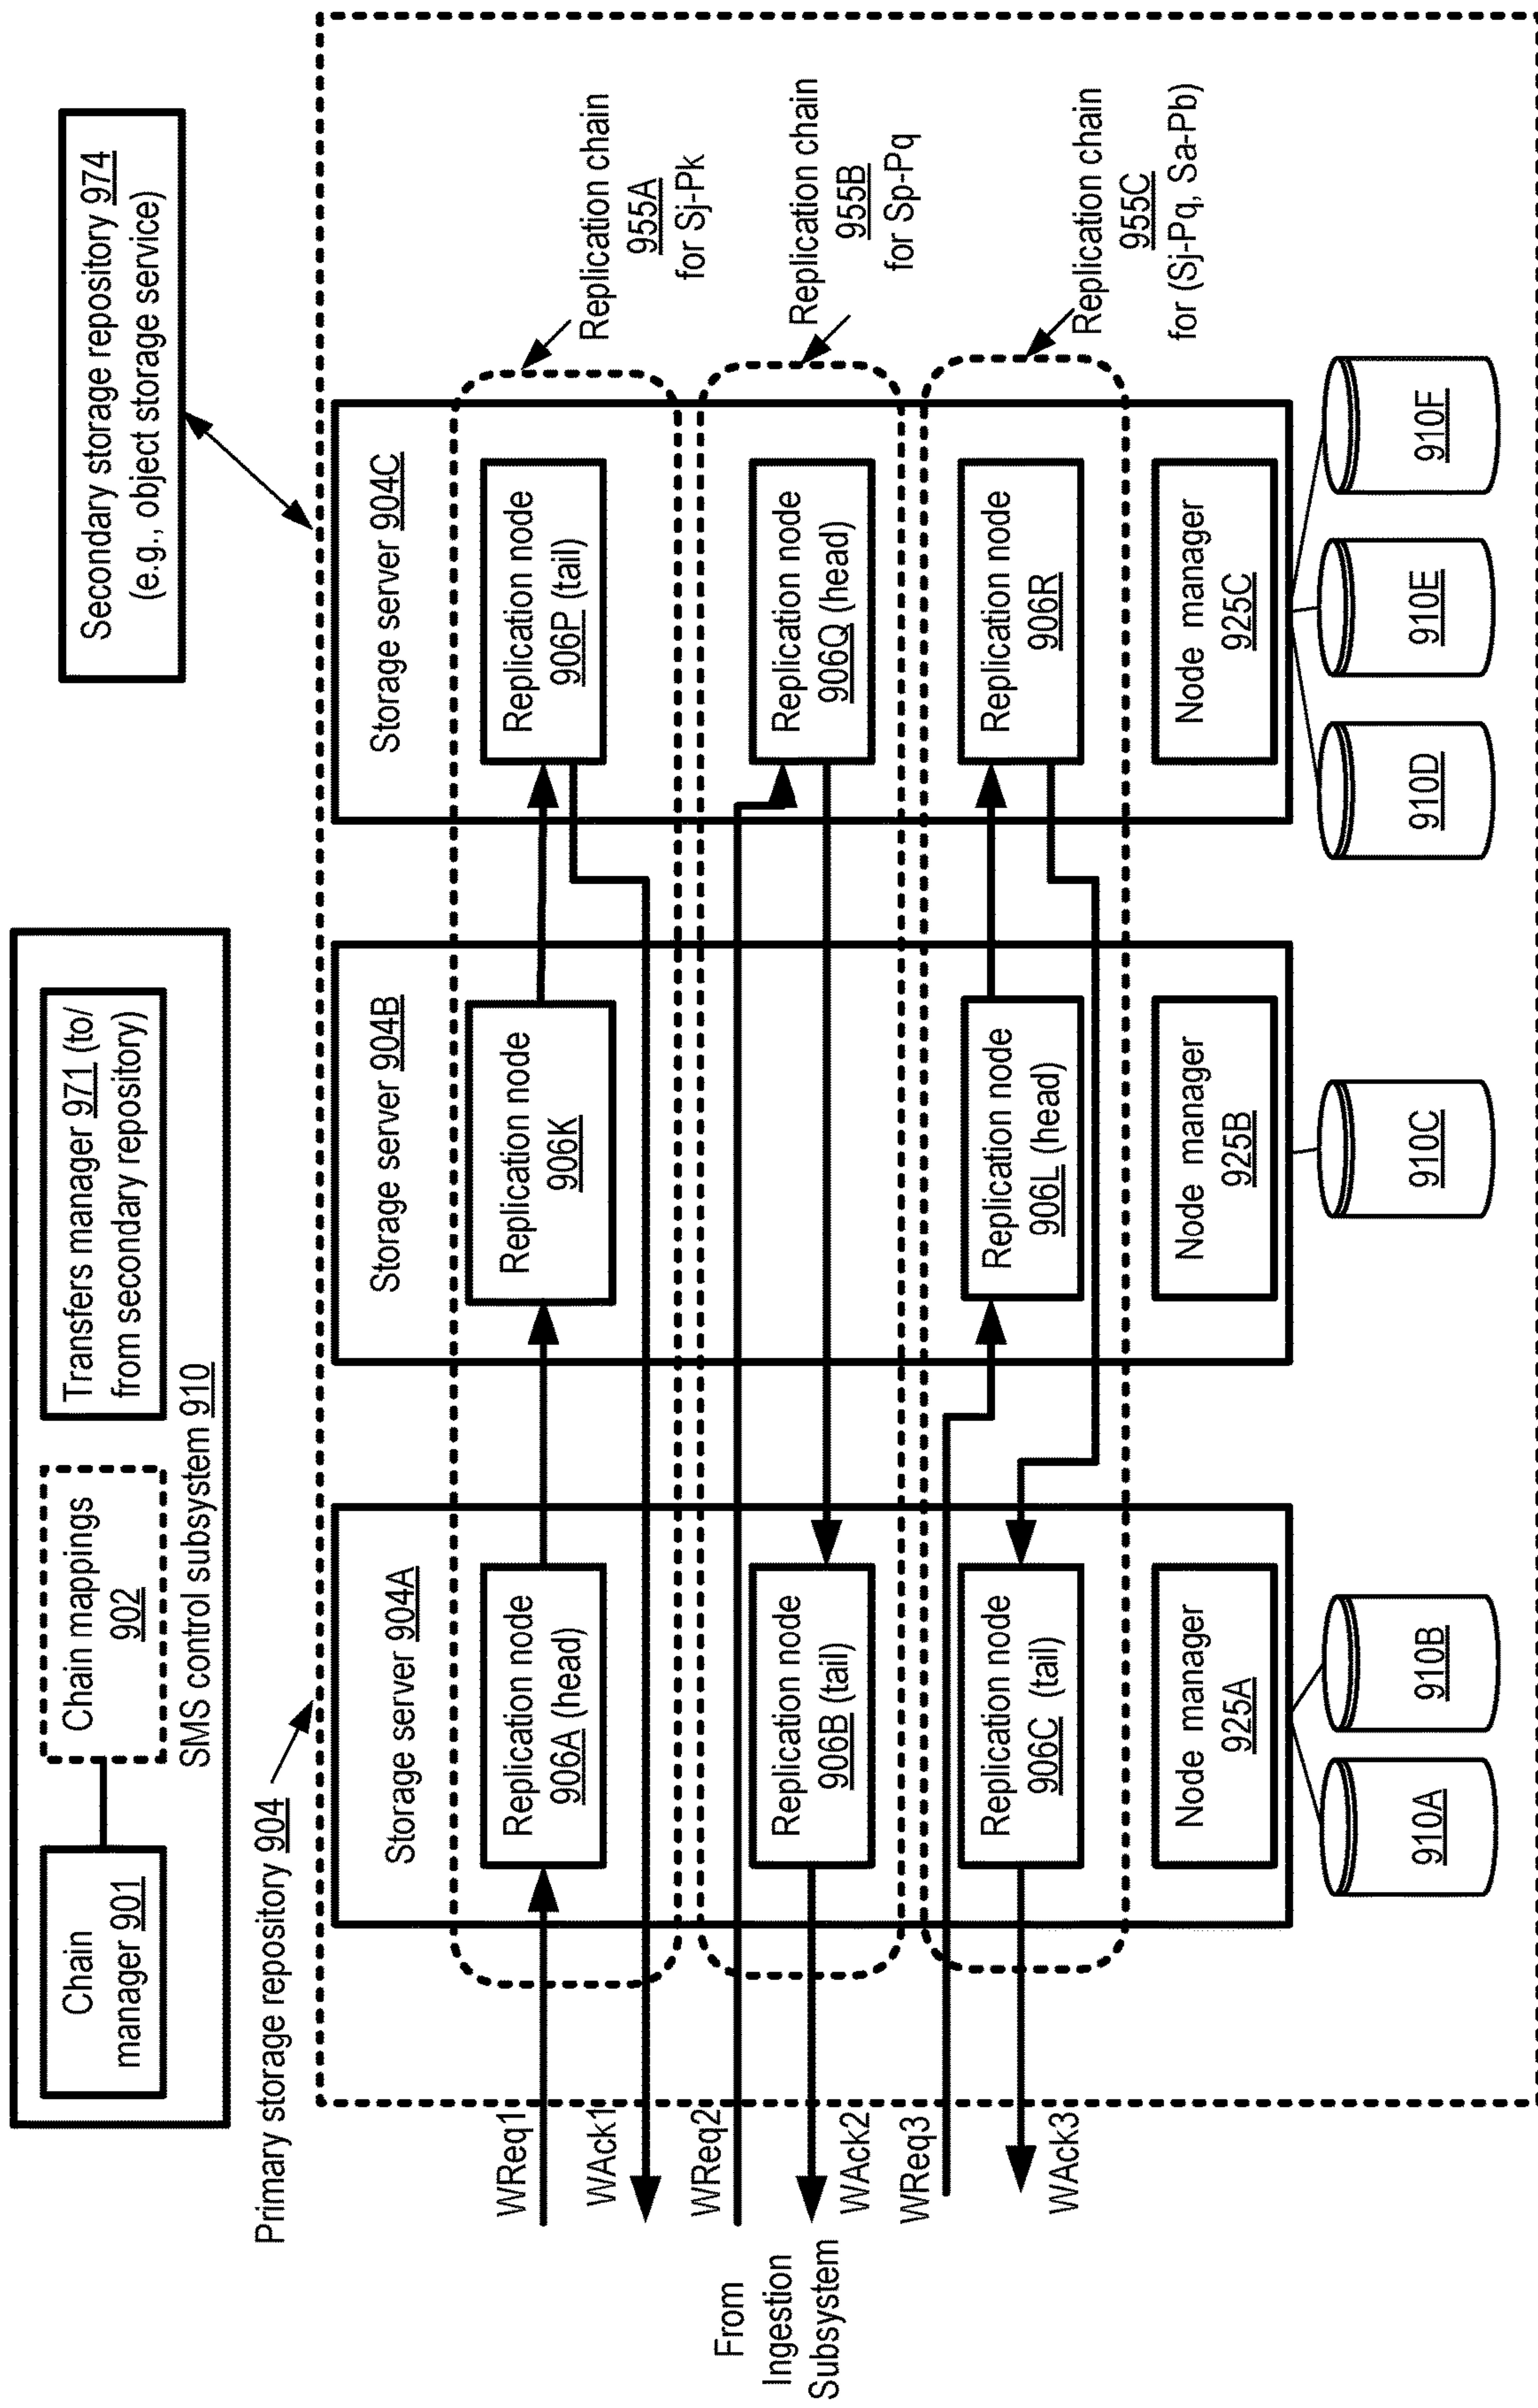 Chain
manager 901
Chain mappings
902
Transfers manager 971 (to/
from secondary repository)
SMS control subsystem 910
Secondary storage repository 974
(e.g., object storage service)
Primary storage repository 904
Storage server 904A
Storage server 904B
Storage server 904C
WReq1
Replication node
906A (head)
Replication node
906K
Replication node
906P (tail)
Replication chain
955A
for Sj-Pk
WAck1
WReq2
From
Ingestion
Subsystem
Replication node
906B (tail)
Replication node
906Q (head)
Replication chain
955B
for Sp-Pq
WAck2
WReq3
Replication node
906C (tail)
Replication node
906L (head)
Replication node
906R
Replication chain
955C
for (Sj-Pq, Sa-Pb)
WAck3
Node manager
925A
Node manager
925B
Node manager
925C
910A
910B
910C
910D
910E
910F